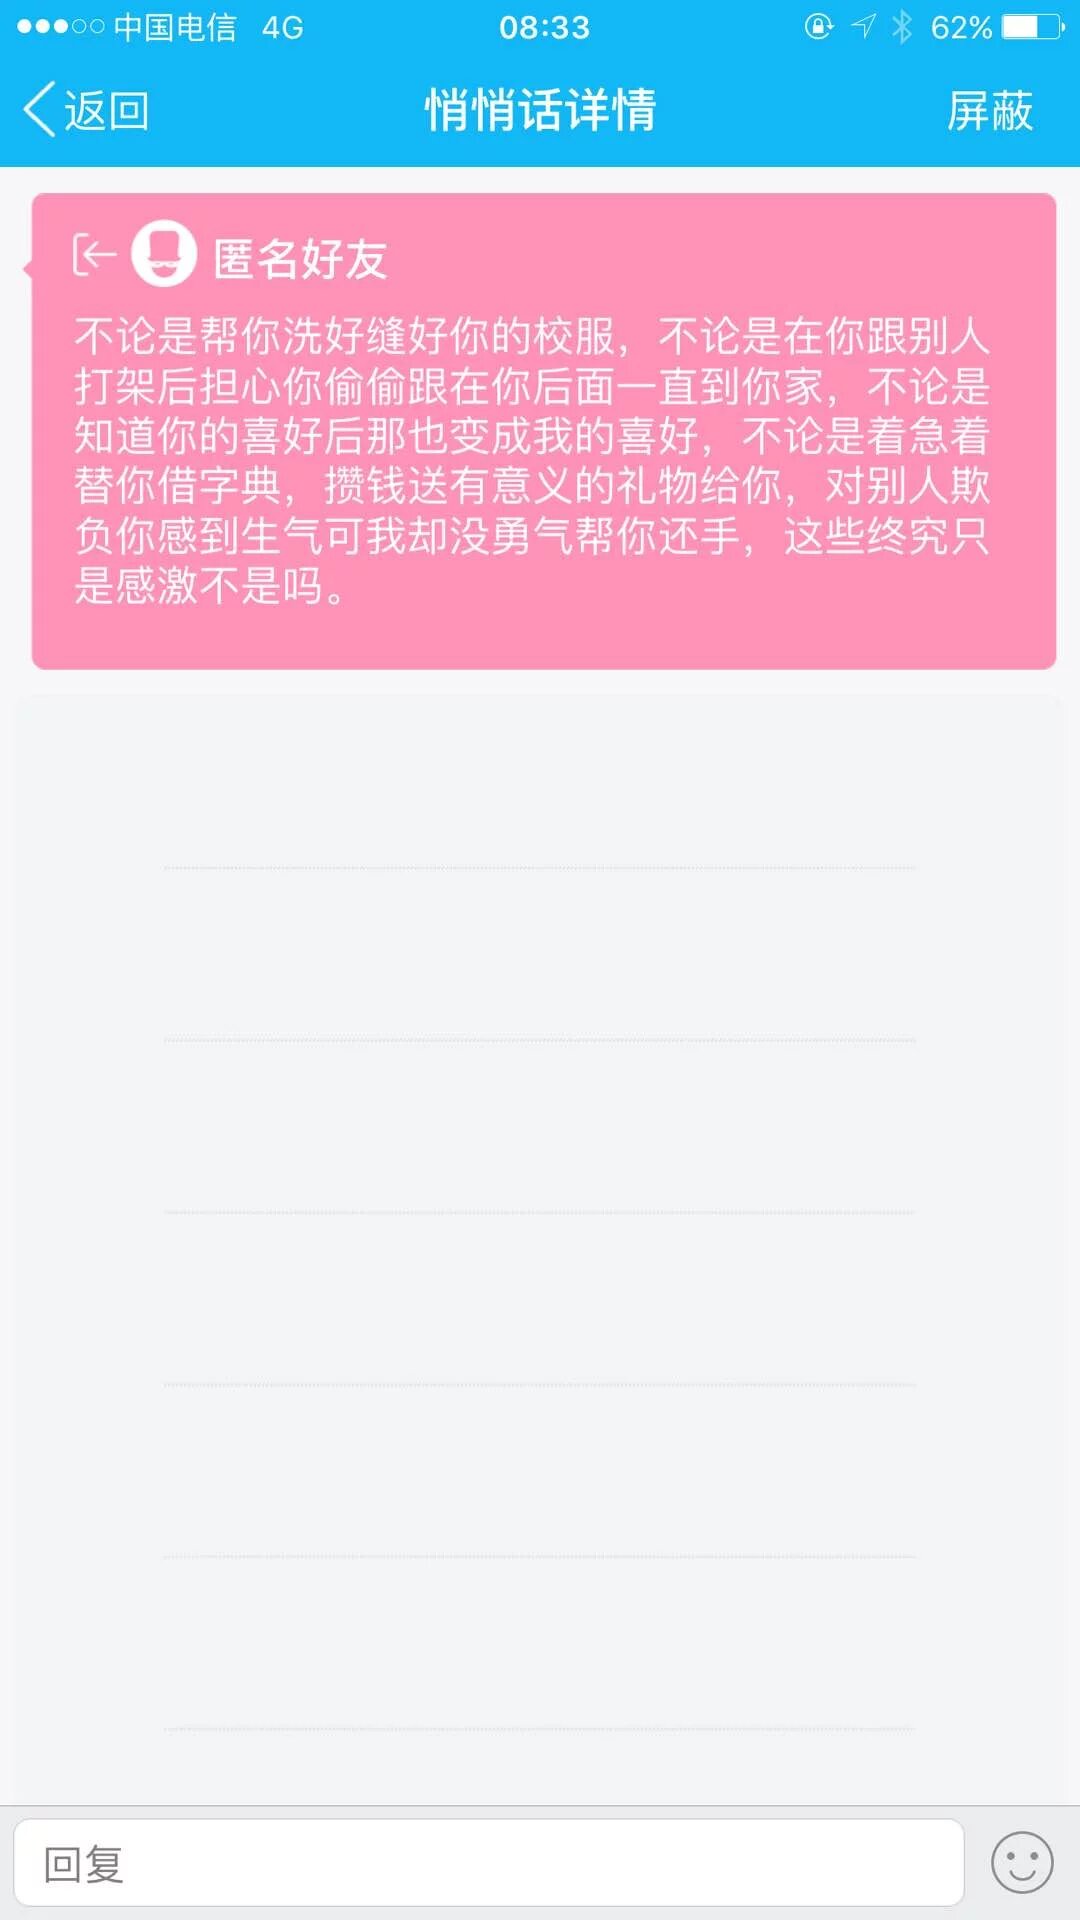 中国电信 4G 08:33 62%
返回 悄悄话详情 屏蔽
匿名好友
不论是帮你洗好缝好你的校服，不论是在你跟别人
打架后担心你偷偷跟在你后面一直到你家，不论是
知道你的喜好后那也变成我的喜好，不论是着急着
替你借字典，攒钱送有意义的礼物给你，对别人欺
负你感到生气可我却没勇气帮你还手，这些终究只
是感激不是吗。
回复